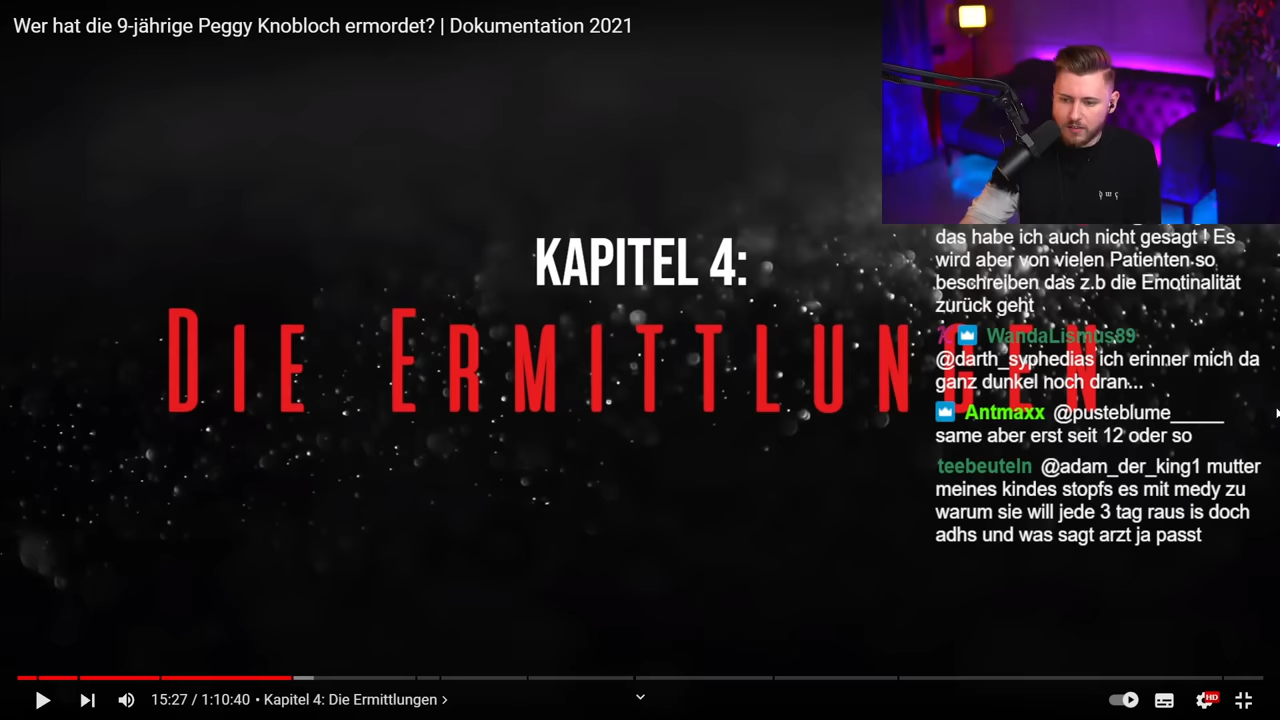 Wer hat die 9-jährige Peggy Knobloch ermordet? | Dokumentation 2021
KAPITEL 4:
DIE ERMITTLUNGEN
das habe ich auch nicht gesagt ! Es
wird aber von vielen Patienten so
beschreiben das z.b die Emotinalität
zurück geht
WandaLismus89
@darth_syphedias ich erinner mich da
ganz dunkel noch dran...
Antmaxx @pusteblume_____
same aber erst seit 12 oder so
teebeuteln @adam_der_king1 mutter
meines kindes stopfs es mit medy zu
warum sie will jede 3 tag raus is doch
adhs und was sagt arzt ja passt
15:27 / 1:10:40 • Kapitel 4: Die Ermittlungen
HD